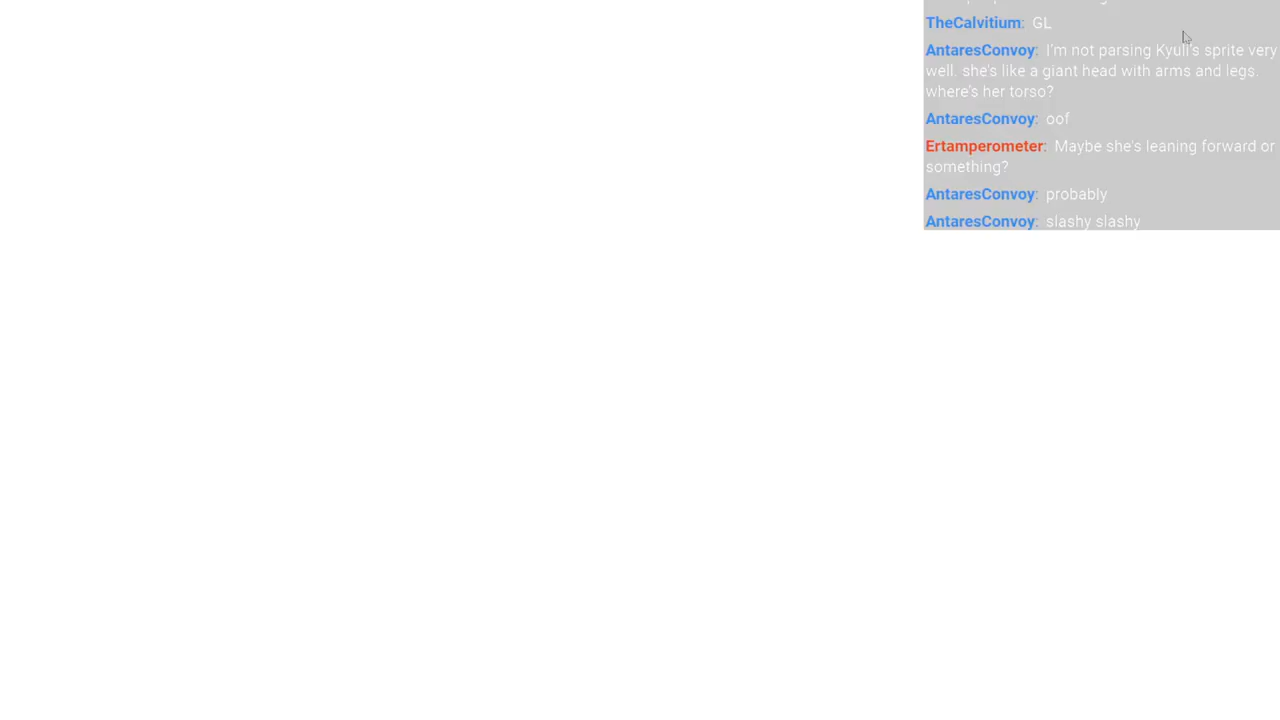 TheCalvitium: GL
AntaresConvoy: I'm not parsing Kyuli's sprite very
well. she's like a giant head with arms and legs.
where's her torso?
AntaresConvoy: oof
Ertamperometer: Maybe she's leaning forward or
something?
AntaresConvoy: probably
AntaresConvoy: slashy slashy